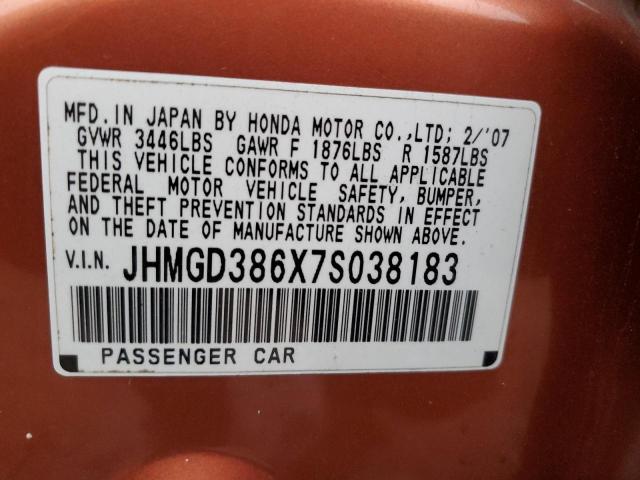 MFD. IN JAPAN BY HONDA MOTOR CO.,LTD; 2/'07
GVWR 3446LBS GAWR F 1876LBS R 1587LBS
THIS VEHICLE CONFORMS TO ALL APPLICABLE
FEDERAL MOTOR VEHICLE SAFETY, BUMPER,
AND THEFT PREVENTION STANDARDS IN EFFECT
ON THE DATE OF MANUFACTURE SHOWN ABOVE.
V.I.N. JHMGD386X7S038183
PASSENGER CAR